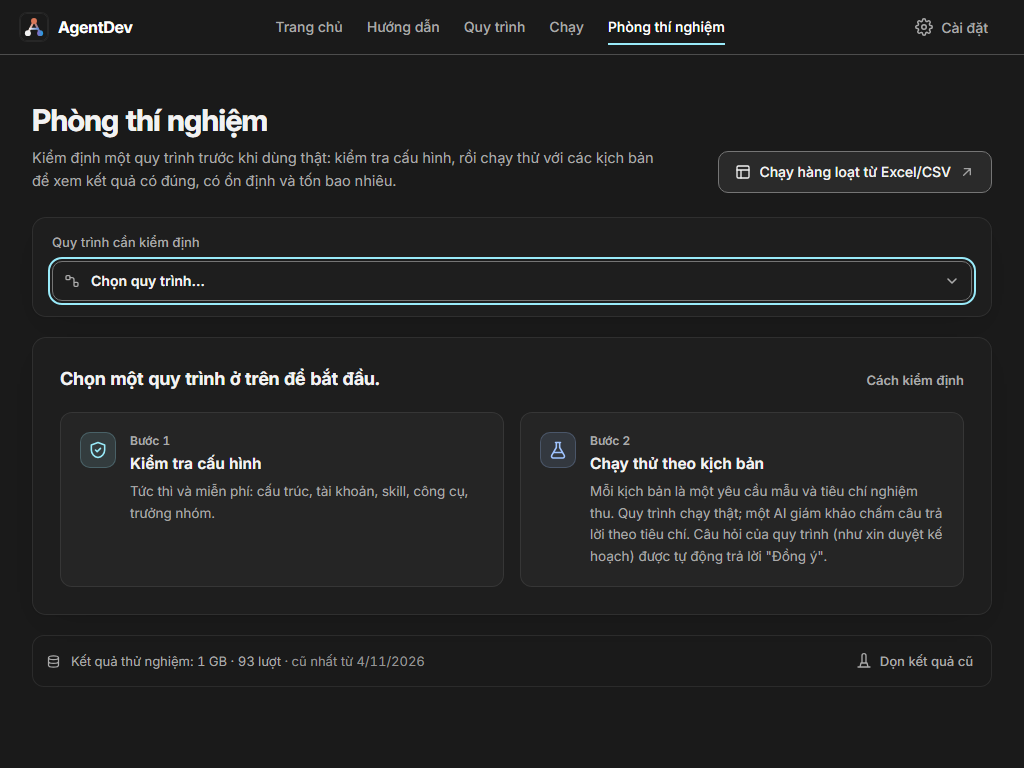 AgentDev
Trang chủ
Hướng dẫn
Quy trình
Chạy
Phòng thí nghiệm
Cài đặt
Phòng thí nghiệm
Kiểm định một quy trình trước khi dùng thật: kiểm tra cấu hình, rồi chạy thử với các kịch bản
để xem kết quả có đúng, có ổn định và tốn bao nhiêu.
Chạy hàng loạt từ Excel/CSV
Quy trình cần kiểm định
Chọn quy trình...
Chọn một quy trình ở trên để bắt đầu.
Cách kiểm định
Bước 1
Kiểm tra cấu hình
Tức thì và miễn phí: cấu trúc, tài khoản, skill, công cụ,
trưởng nhóm.
Bước 2
Chạy thử theo kịch bản
Mỗi kịch bản là một yêu cầu mẫu và tiêu chí nghiệm
thu. Quy trình chạy thật; một AI giám khảo chấm câu trả
lời theo tiêu chí. Câu hỏi của quy trình (như xin duyệt kế
hoạch) được tự động trả lời "Đồng ý".
Kết quả thử nghiệm: 1 GB · 93 lượt · cũ nhất từ 4/11/2026
Dọn kết quả cũ